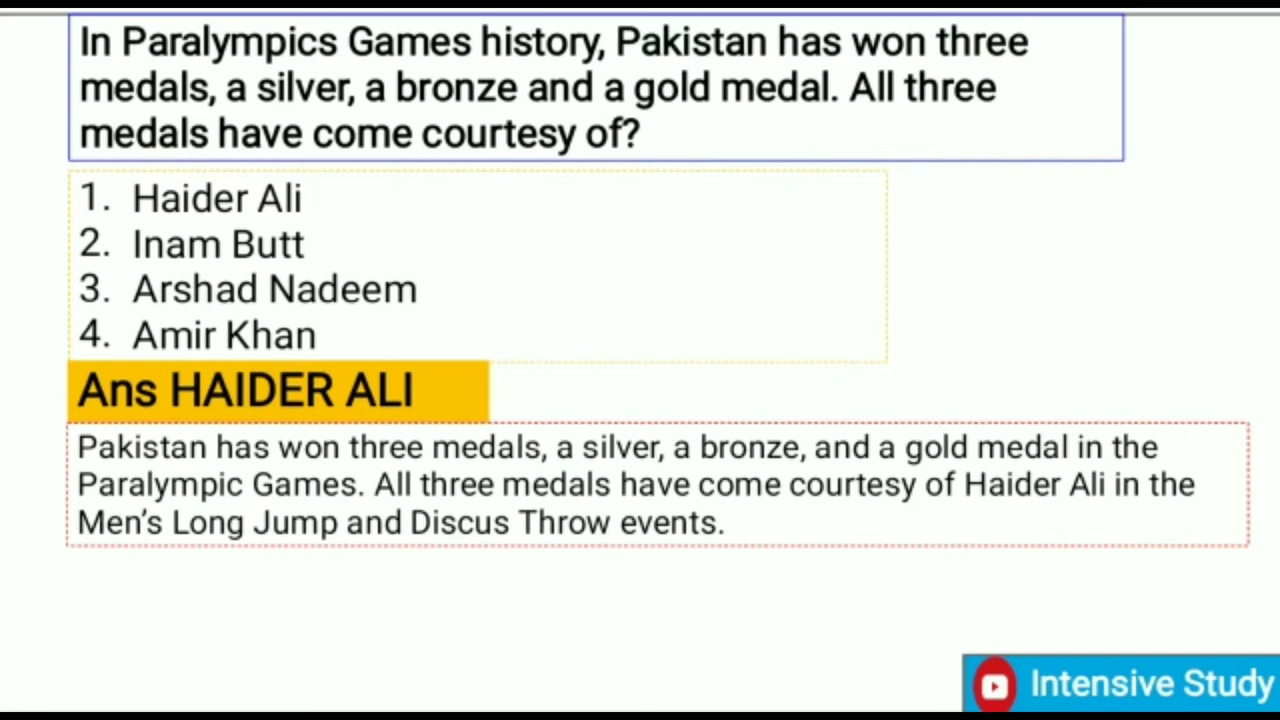 In Paralympics Games history, Pakistan has won three
medals, a silver, a bronze and a gold medal. All three
medals have come courtesy of?
1. Haider Ali
2. Inam Butt
3. Arshad Nadeem
4. Amir Khan
Ans HAIDER ALI
Pakistan has won three medals, a silver, a bronze, and a gold medal in the
Paralympic Games. All three medals have come courtesy of Haider Ali in the
Men's Long Jump and Discus Throw events.
Intensive Study